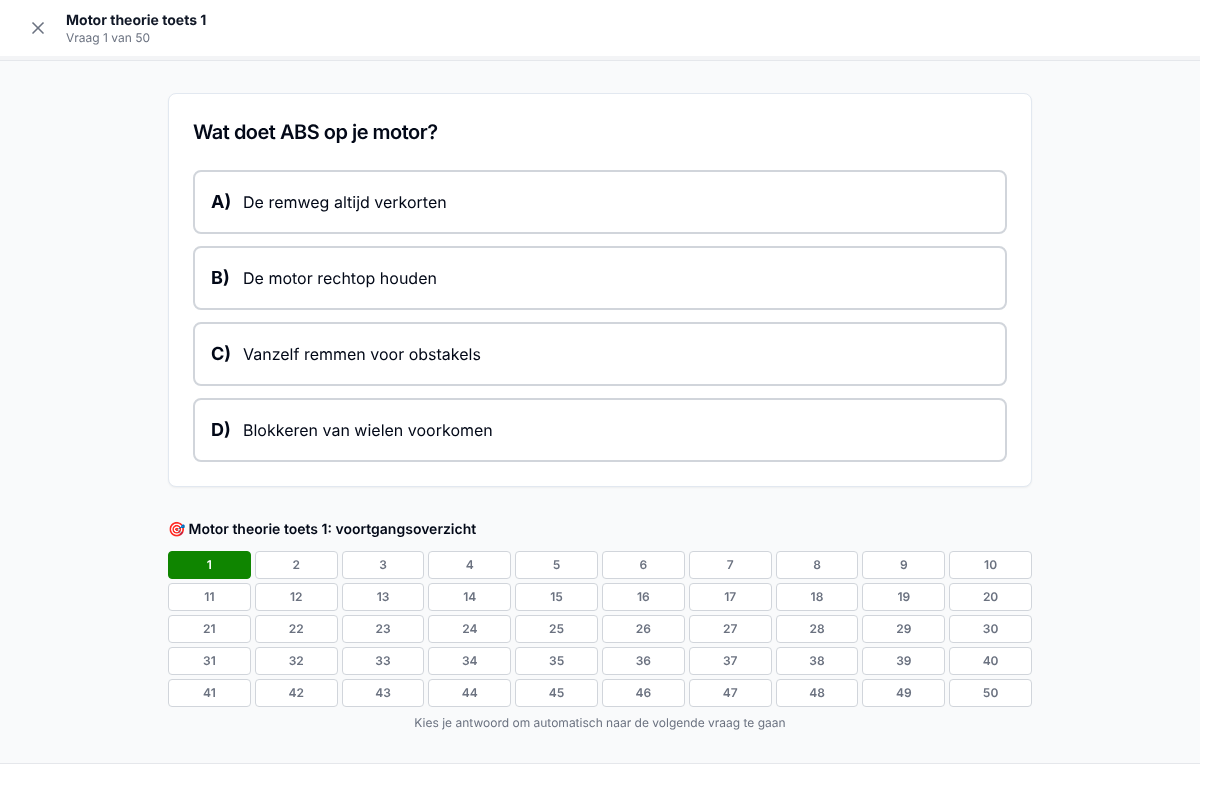 Motor theorie toets 1
Vraag 1 van 50
Wat doet ABS op je motor?
A) De remweg altijd verkorten
B) De motor rechtop houden
C) Vanzelf remmen voor obstakels
D) Blokkeren van wielen voorkomen
🎯 Motor theorie toets 1: voortgangsoverzicht
1 2 3 4 5 6 7 8 9 10
11 12 13 14 15 16 17 18 19 20
21 22 23 24 25 26 27 28 29 30
31 32 33 34 35 36 37 38 39 40
41 42 43 44 45 46 47 48 49 50
Kies je antwoord om automatisch naar de volgende vraag te gaan